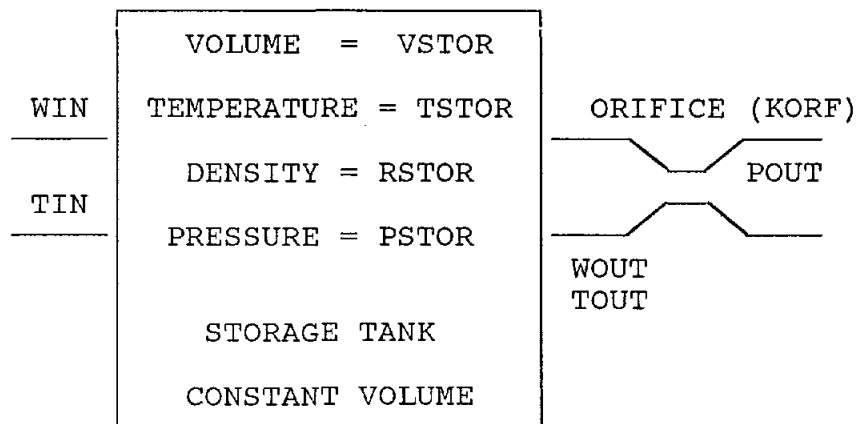 VOLUME = VSTOR
WIN
TEMPERATURE = TSTOR
ORIFICE (KORF)
DENSITY = RSTOR
POUT
TIN
PRESSURE = PSTOR
WOUT
TOUT
STORAGE TANK
CONSTANT VOLUME